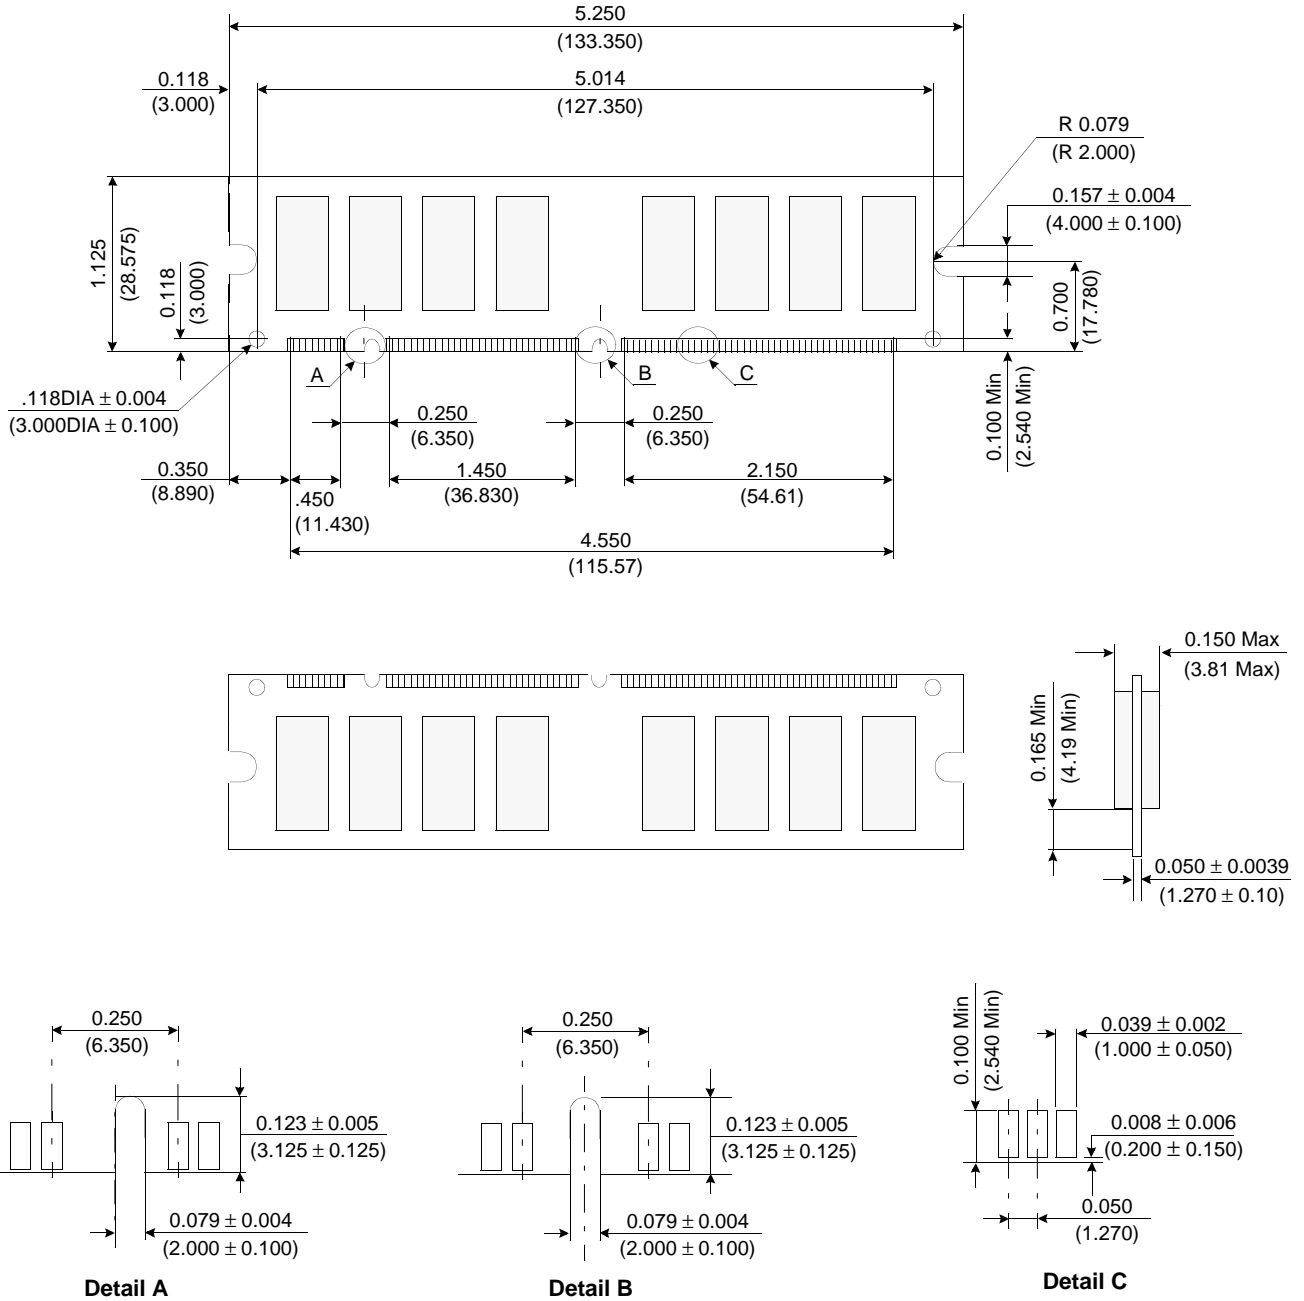 5.250
(133.350)
0.118
(3.000)
5.014
(127.350)
R 0.079
(R 2.000)
0.157 ± 0.004
(4.000 ± 0.100)
1.125
(28.575)
0.118
(3.000)
0.700
(17.780)
A
B
C
.118DIA ± 0.004
(3.000DIA ± 0.100)
0.250
(6.350)
0.250
(6.350)
0.100 Min
(2.540 Min)
0.350
(8.890)
.450
(11.430)
1.450
(36.830)
2.150
(54.61)
4.550
(115.57)
0.150 Max
(3.81 Max)
0.165 Min
(4.19 Min)
0.050 ± 0.0039
(1.270 ± 0.10)
0.250
(6.350)
0.123 ± 0.005
(3.125 ± 0.125)
0.079 ± 0.004
(2.000 ± 0.100)
Detail A
0.250
(6.350)
0.123 ± 0.005
(3.125 ± 0.125)
0.079 ± 0.004
(2.000 ± 0.100)
Detail B
0.100 Min
(2.540 Min)
0.039 ± 0.002
(1.000 ± 0.050)
0.008 ± 0.006
(0.200 ± 0.150)
0.050
(1.270)
Detail C